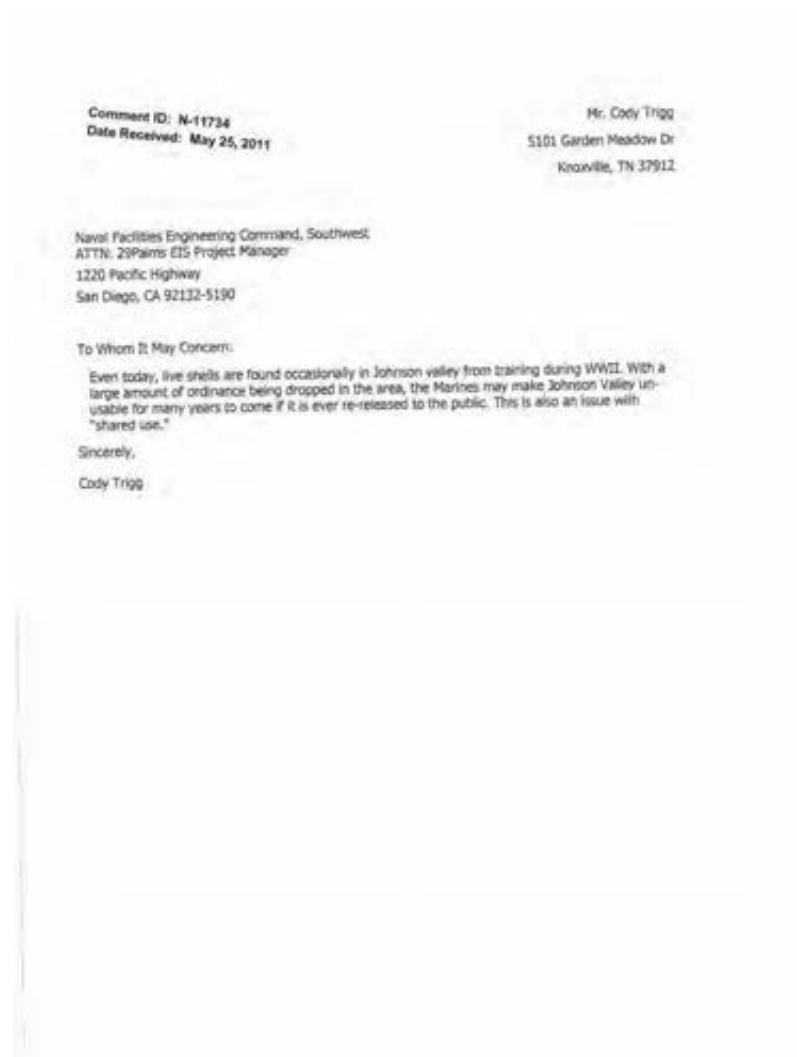 Comment ID: N-11734
Date Received: May 25, 2011
Mr. Cody Trigg
5101 Garden Meadow Dr
Knoxville, TN 37912
Naval Facilities Engineering Command, Southwest
ATTN: 29Palms EIS Project Manager
1220 Pacific Highway
San Diego, CA 92132-5190
To Whom It May Concern:
Even today, live shells are found occasionally in Johnson valley from training during WWII. With a
large amount of ordinance being dropped in the area, the Marines may make Johnson Valley un-
usable for many years to come if it is ever re-released to the public. This is also an issue with
"shared use."
Sincerely,
Cody Trigg